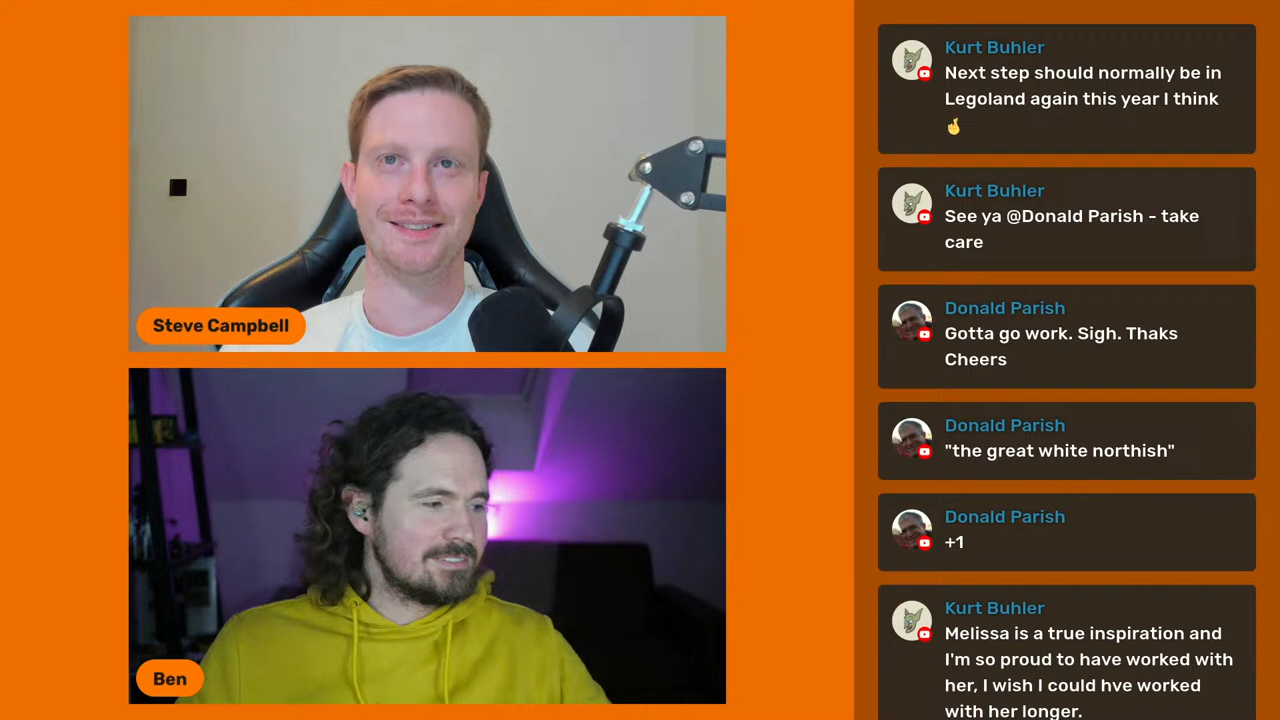 Steve Campbell
Ben
Kurt Buhler
Next step should normally be in
Legoland again this year I think
🤞
Kurt Buhler
See ya @Donald Parish - take
care
Donald Parish
Gotta go work. Sigh. Thaks
Cheers
Donald Parish
"the great white northish"
Donald Parish
+1
Kurt Buhler
Melissa is a true inspiration and
I'm so proud to have worked with
her, I wish I could hve worked
with her longer.